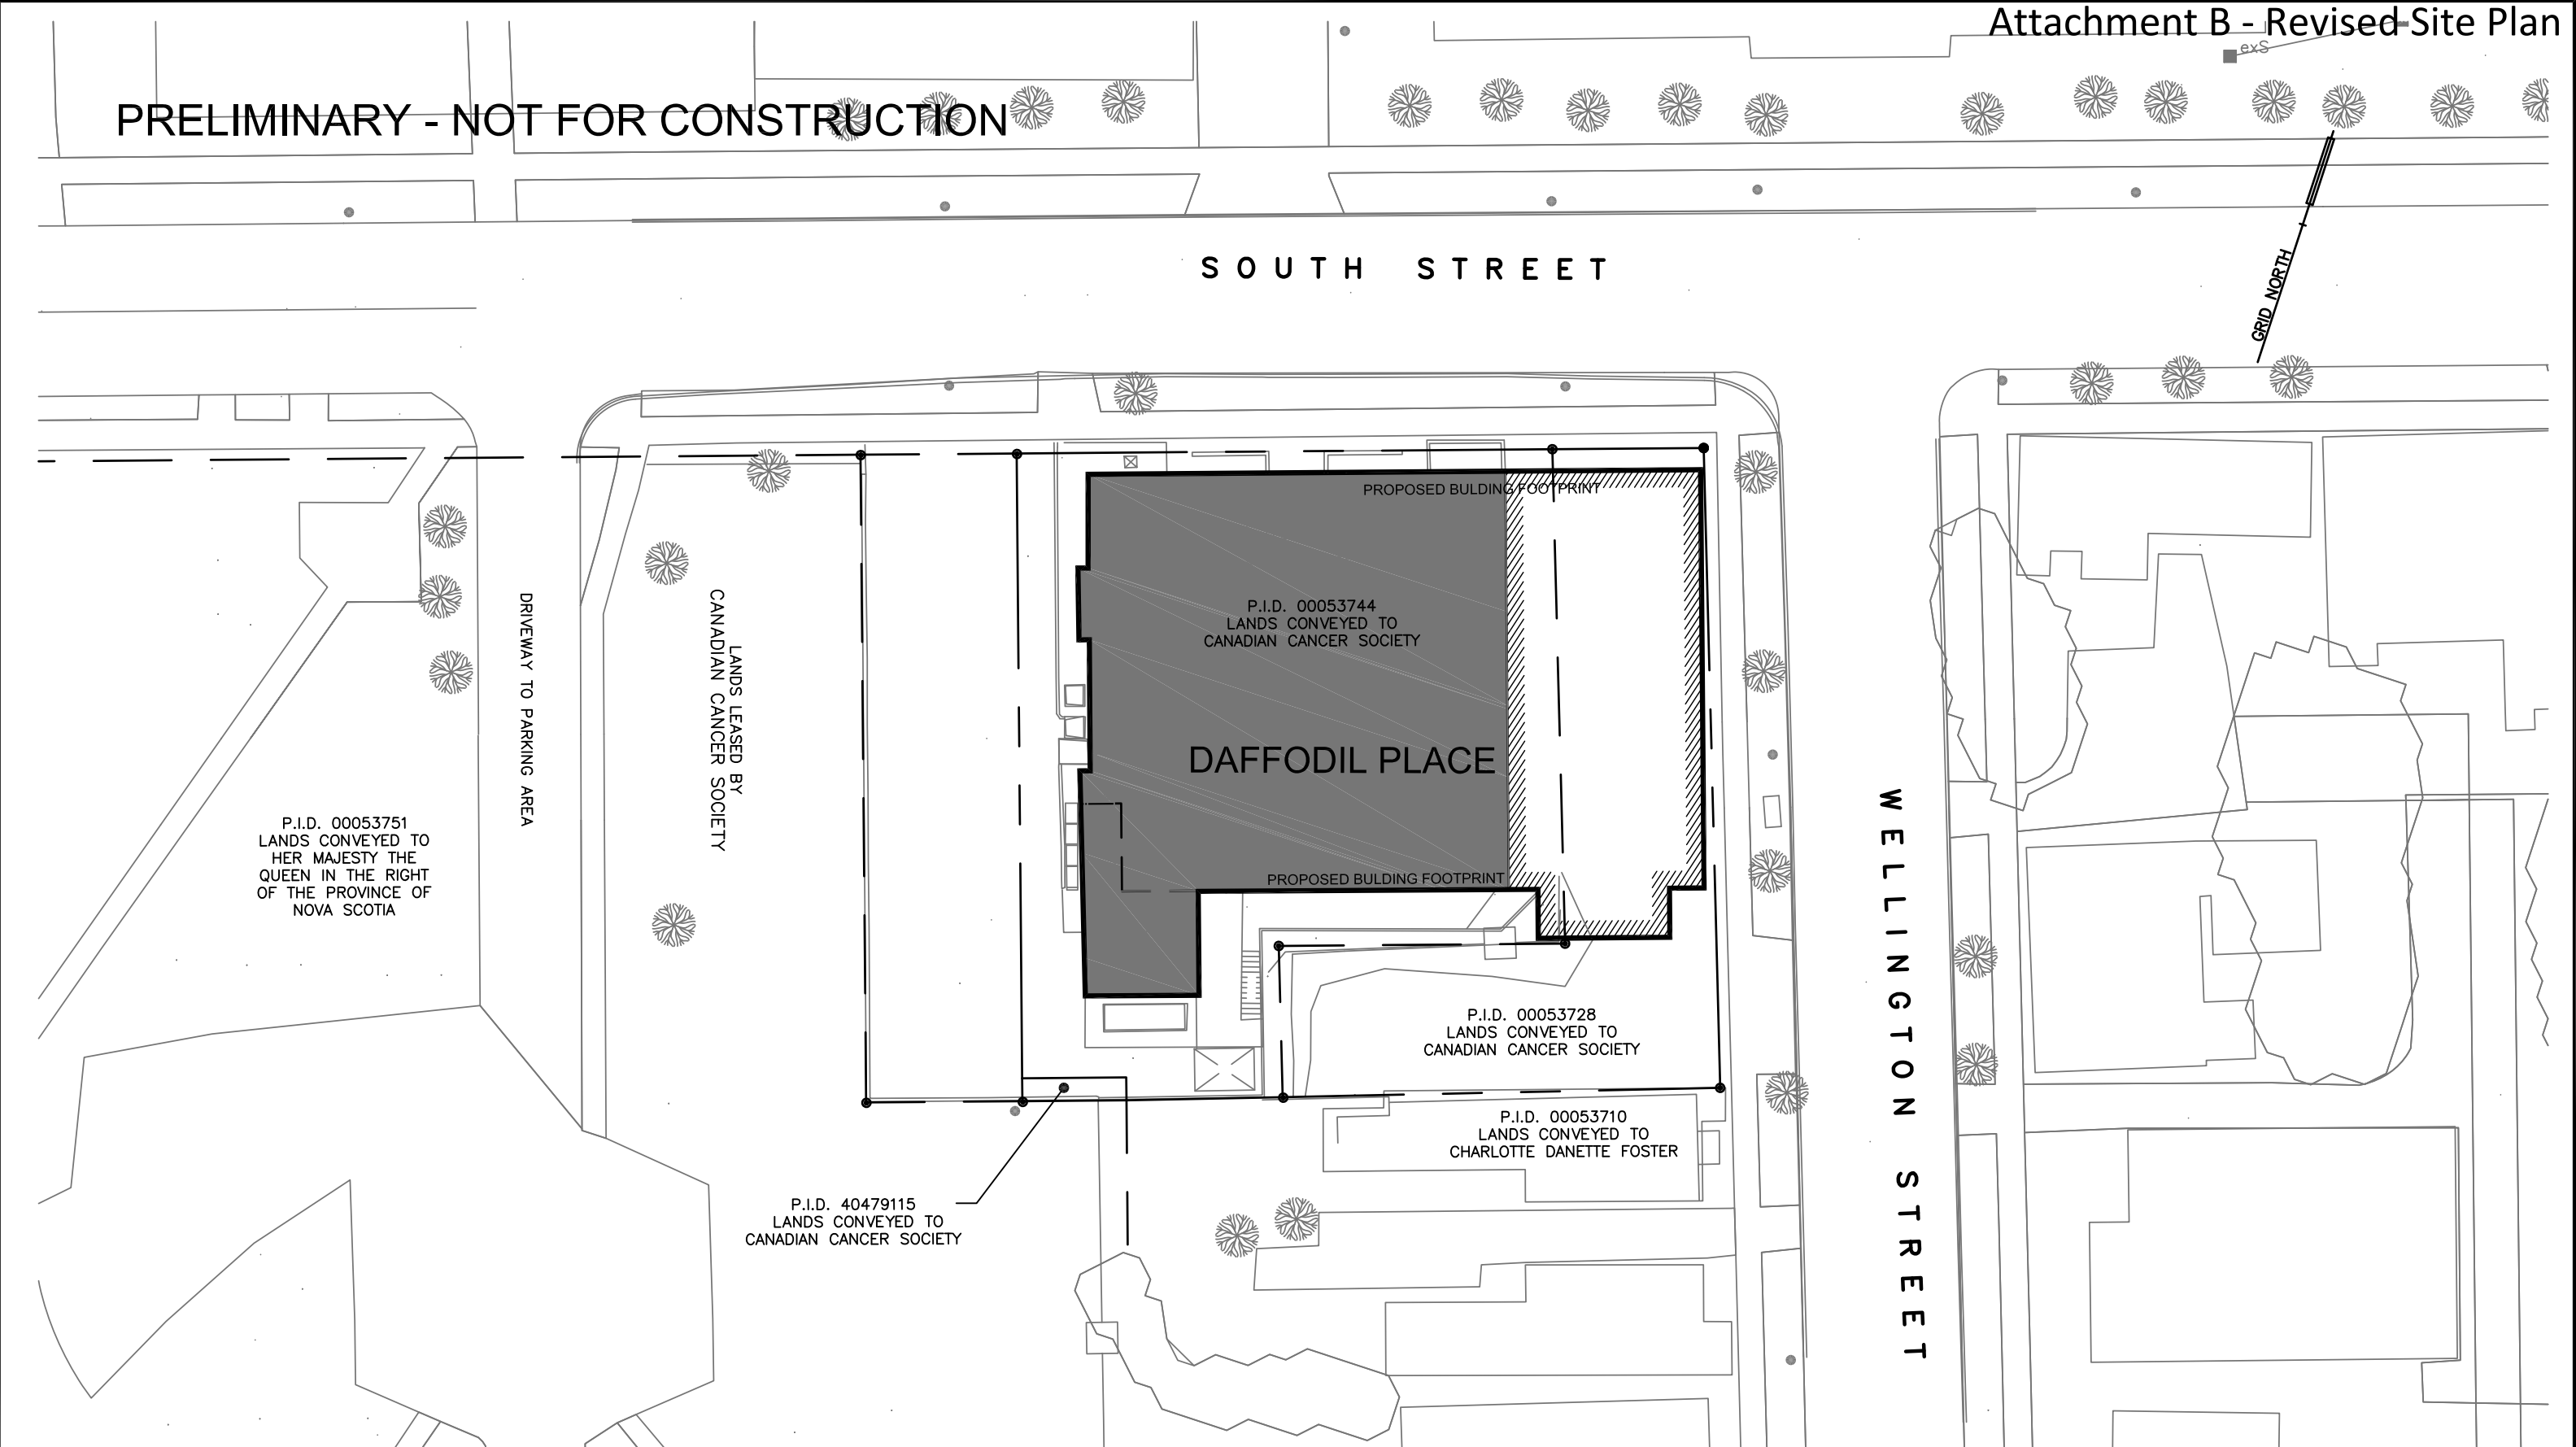 Attachment B - Revised Site Plan
exS
PRELIMINARY - NOT FOR CONSTRUCTION
SOUTH STREET
GRID NORTH
PROPOSED BULDING FOOTPRINT
P.I.D. 00053744
LANDS CONVEYED TO
CANADIAN CANCER SOCIETY
DRIVEWAY TO PARKING AREA
LANDS LEASED BY
CANADIAN CANCER SOCIETY
DAFFODIL PLACE
P.I.D. 00053751
LANDS CONVEYED TO
HER MAJESTY THE
QUEEN IN THE RIGHT
OF THE PROVINCE OF
NOVA SCOTIA
PROPOSED BULDING FOOTPRINT
WELLINGTON STREET
P.I.D. 00053728
LANDS CONVEYED TO
CANADIAN CANCER SOCIETY
P.I.D. 00053710
LANDS CONVEYED TO
CHARLOTTE DANETTE FOSTER
P.I.D. 40479115
LANDS CONVEYED TO
CANADIAN CANCER SOCIETY